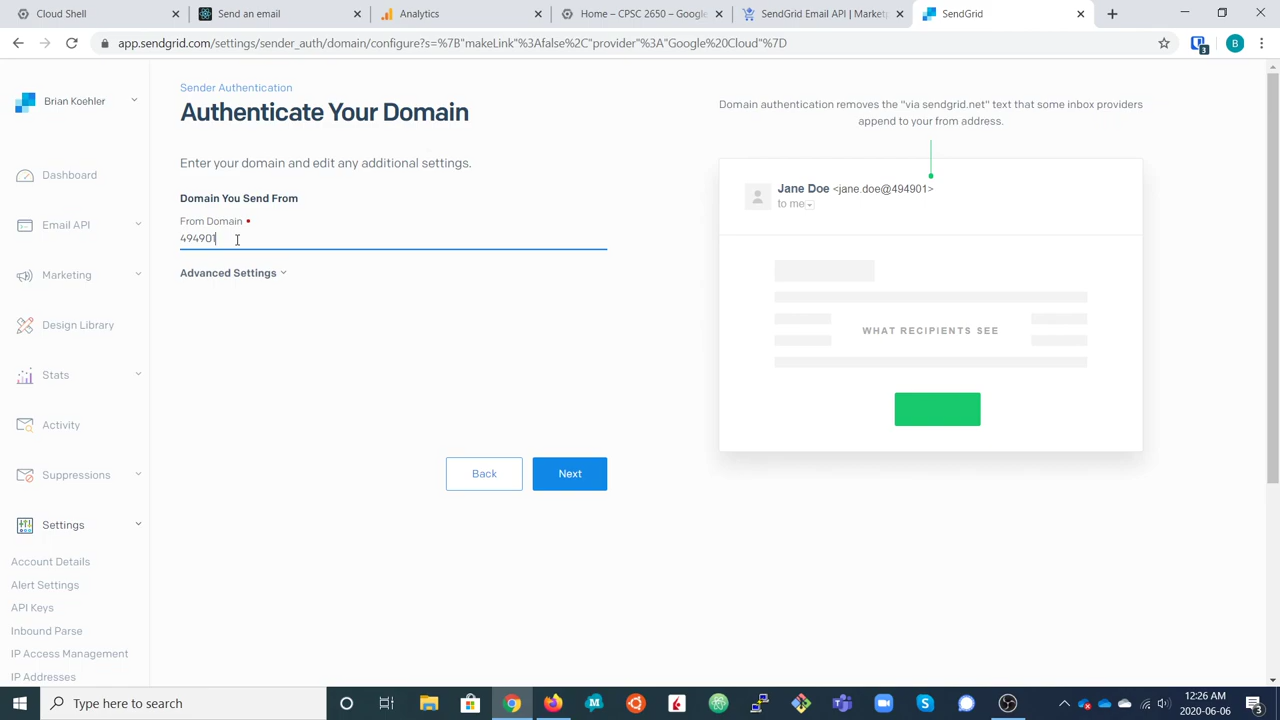 Cloud Shell
Send an email
Analytics
Home – CPSC 2650 – Google
SendGrid Email API | Marketp
SendGrid
app.sendgrid.com/settings/sender_auth/domain/configure?s=%7B"makeLink"%3Afalse%2C"provider"%3A"Google%20Cloud"%7D
3
B
Brian Koehler
Dashboard
Email API
Marketing
Design Library
Stats
Activity
Suppressions
Settings
Account Details
Alert Settings
API Keys
Inbound Parse
IP Access Management
IP Addresses
Sender Authentication
Authenticate Your Domain
Enter your domain and edit any additional settings.
Domain You Send From
From Domain
494901
Advanced Settings
Back
Next
Domain authentication removes the "via sendgrid.net" text that some inbox providers
append to your from address.
Jane Doe <jane.doe@494901>
to me
WHAT RECIPIENTS SEE
Type here to search
12:26 AM
2020-06-06
3